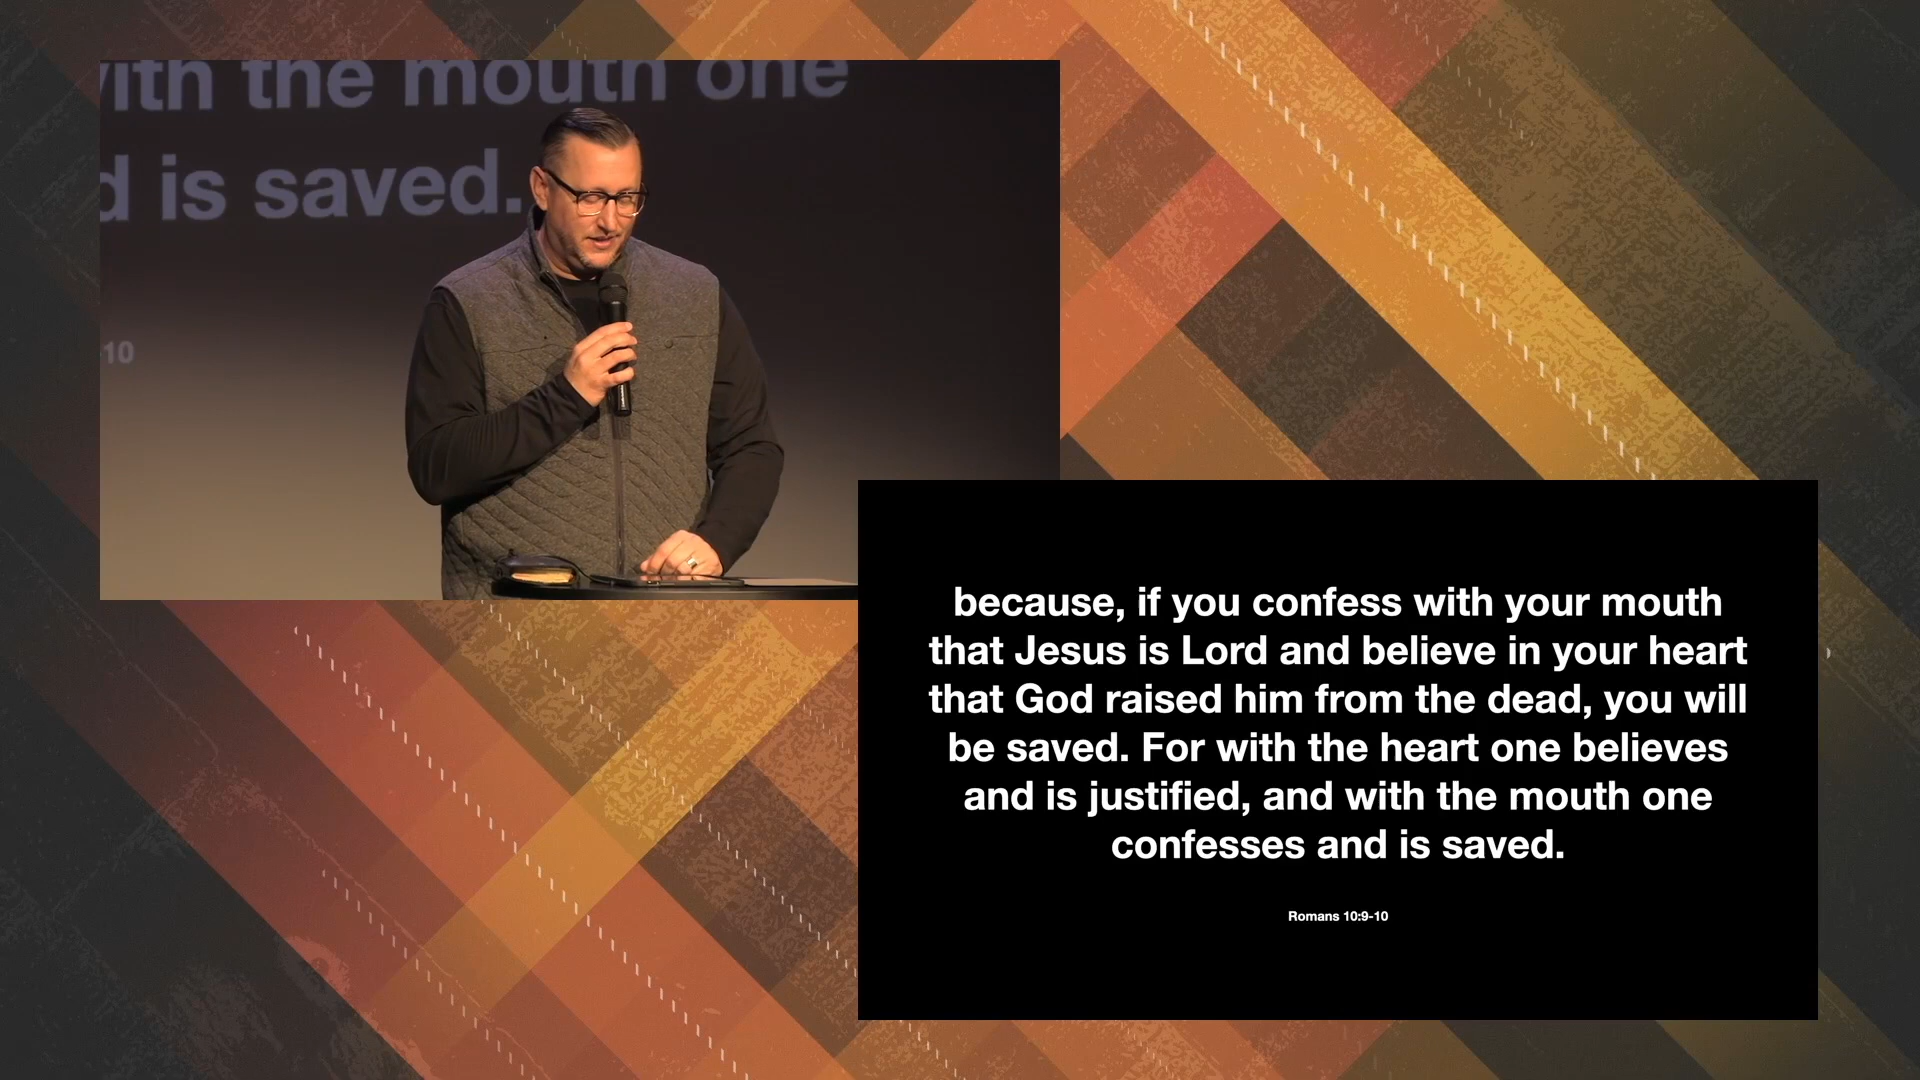 with the mouth one
d is saved.
-10
because, if you confess with your mouth
that Jesus is Lord and believe in your heart
that God raised him from the dead, you will
be saved. For with the heart one believes
and is justified, and with the mouth one
confesses and is saved.
Romans 10:9-10